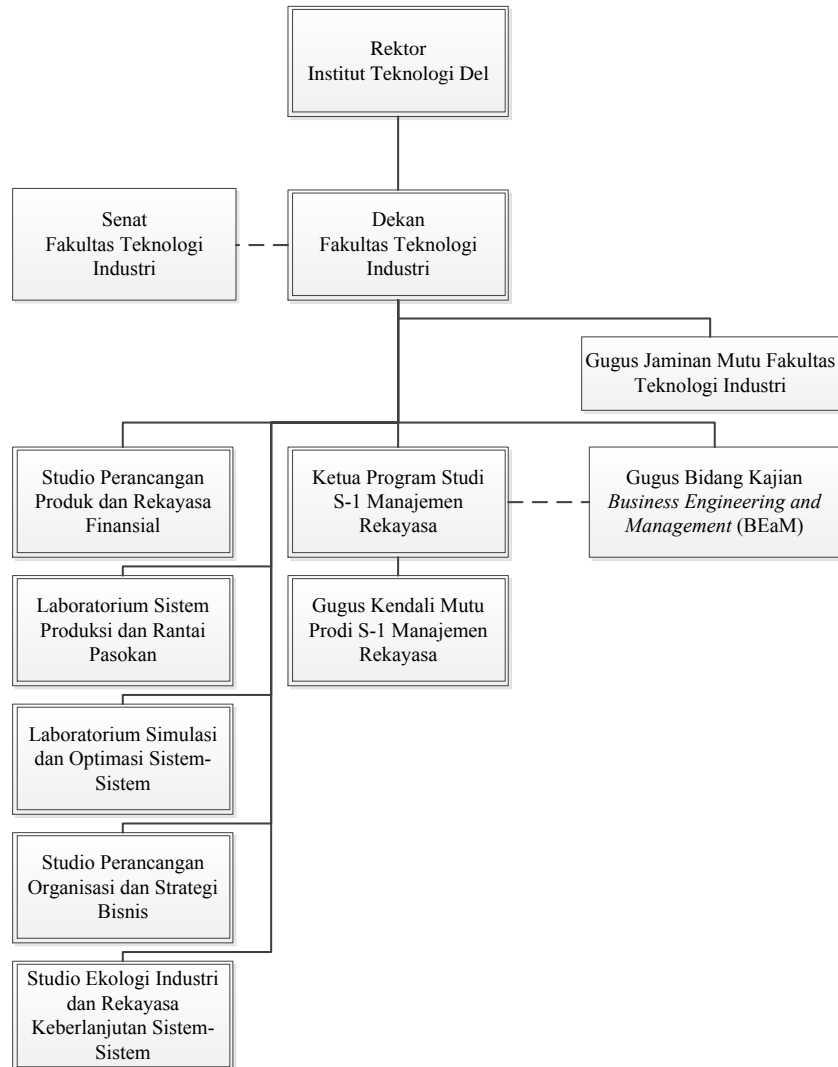 Rektor
Institut Teknologi Del
Senat
Fakultas Teknologi
Industri
Dekan
Fakultas Teknologi
Industri
Gugus Jaminan Mutu Fakultas
Teknologi Industri
Studio Perancangan
Produk dan Rekayasa
Finansial
Ketua Program Studi
S-1 Manajemen
Rekayasa
Gugus Bidang Kajian
Business Engineering and
Management (BEaM)
Laboratorium Sistem
Produksi dan Rantai
Pasokan
Gugus Kendali Mutu
Prodi S-1 Manajemen
Rekayasa
Laboratorium Simulasi
dan Optimasi Sistem-
Sistem
Studio Perancangan
Organisasi dan Strategi
Bisnis
Studio Ekologi Industri
dan Rekayasa
Keberlanjutan Sistem-
Sistem